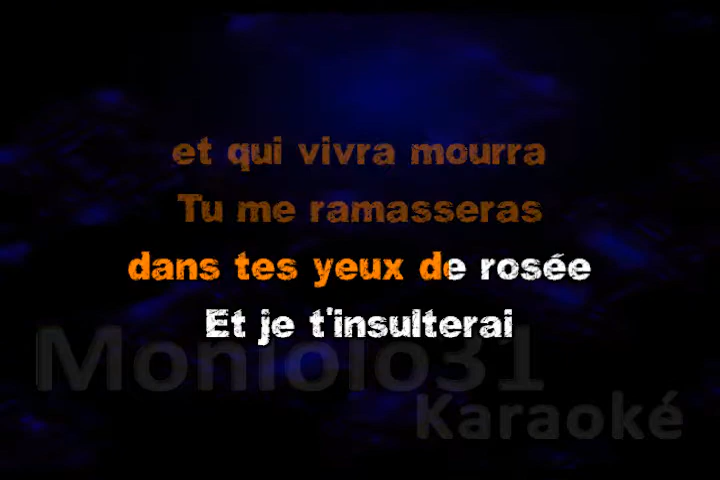 et qui vivra mourra
Tu me ramasseras
dans tes yeux de rosée
Et je t'insulterai
Moniolo31
Karaoké